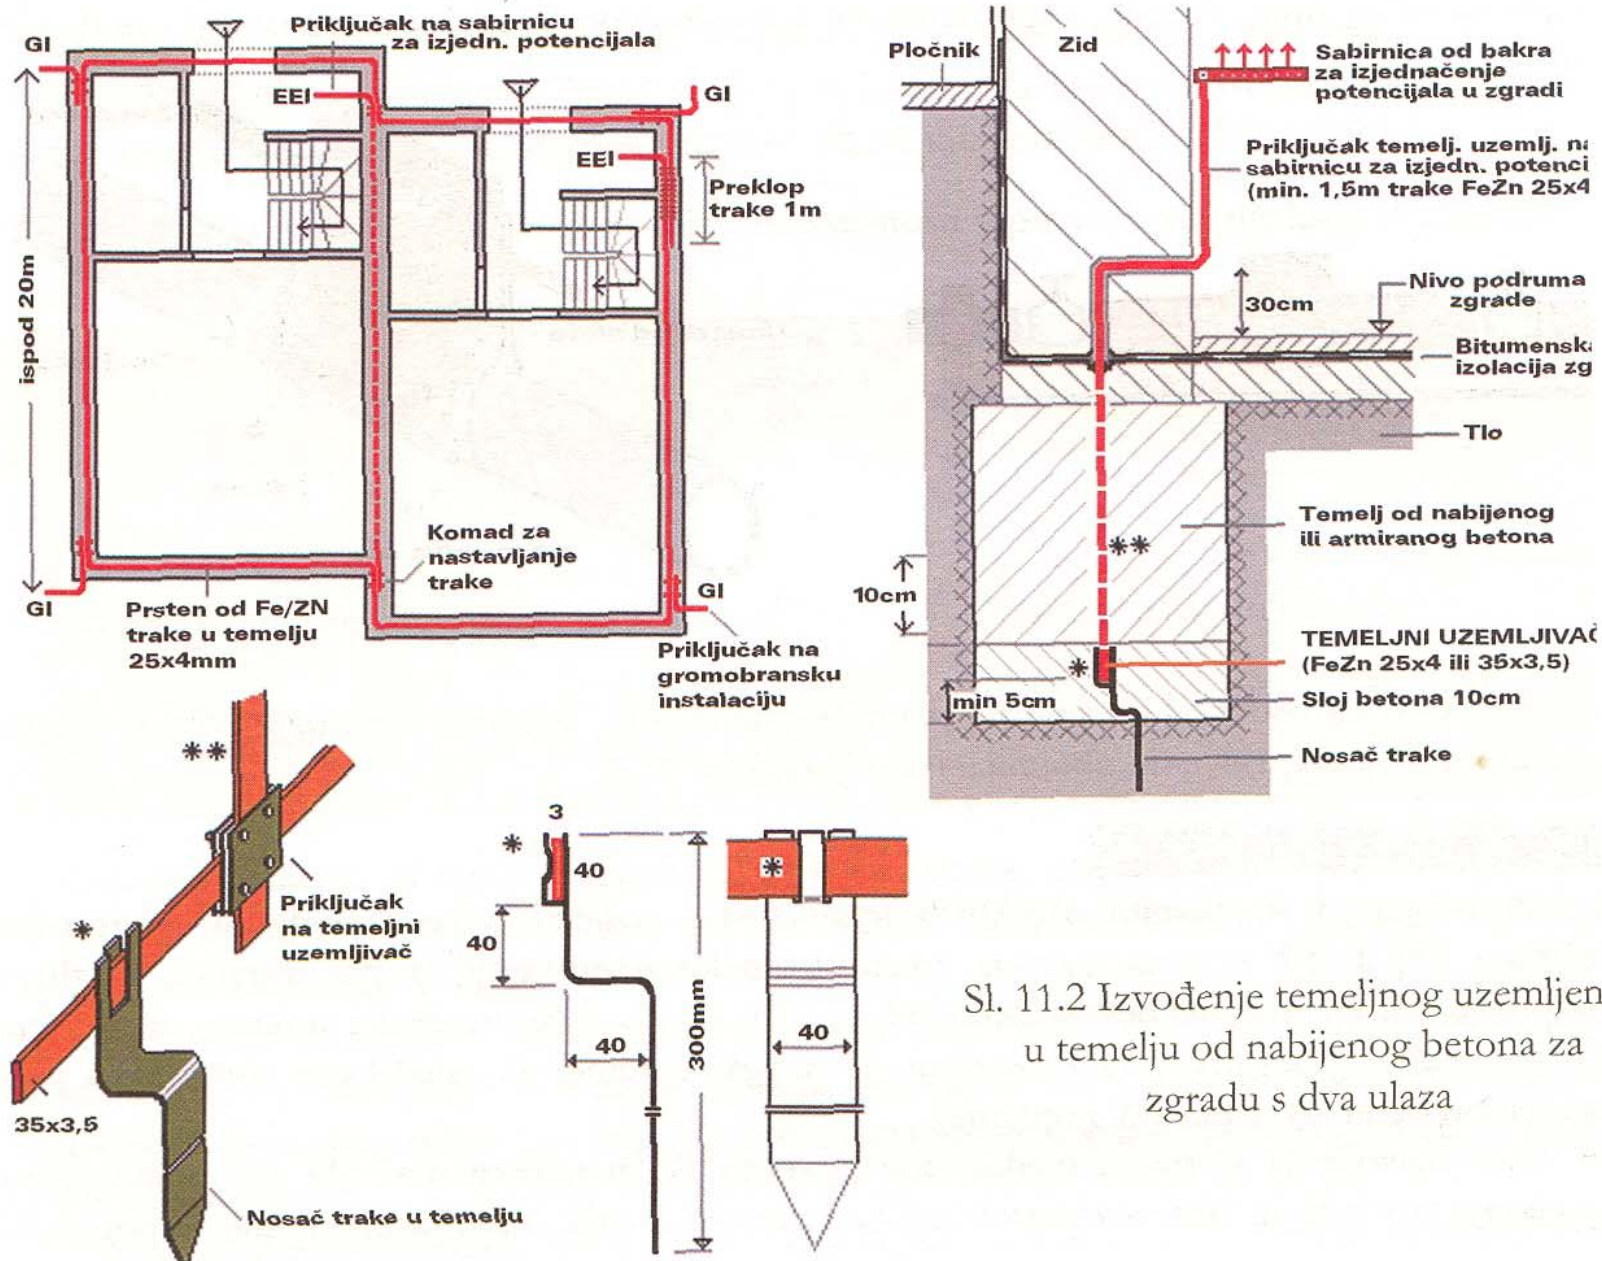 GI
Priključak na sabirnicu
za izjedn. potencijala
EEI
GI
EEI
Preklop
trake 1m
ispod 20m
Komad za
nastavljanje
trake
GI
Prsten od Fe/ZN
trake u temelju
25x4mm
GI
Priključak na
gromobransku
instalaciju
Pločnik
Zid
Sabirnica od bakra
za izjednačenje
potencijala u zgradi
Priključak temelj. uzemlj. na
sabirnicu za izjedn. potenci
(min. 1,5m trake FeZn 25x4
30cm
Nivo podruma
zgrade
Bitumenska
izolacija zg
Tlo
Temelj od nabijenog
ili armiranog betona
**
10cm
TEMELJNI UZEMLJIVAČ
(FeZn 25x4 ili 35x3,5)
*
min 5cm
Sloj betona 10cm
Nosač trake
**
Priključak
na temeljni
uzemljivač
*
35x3,5
Nosač trake u temelju
3
*
40
40
40
300mm
*
40
Sl. 11.2 Izvođenje temeljnog uzemljen
u temelju od nabijenog betona za
zgradu s dva ulaza